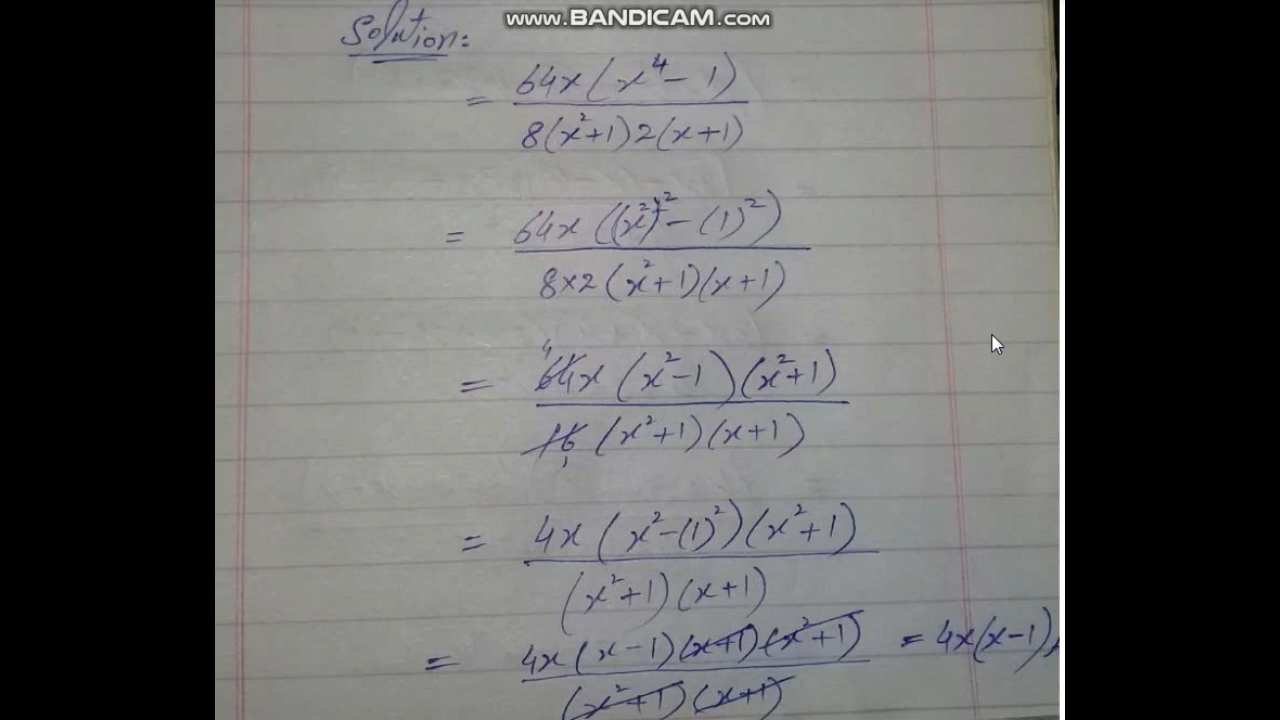 www.BANDICAM.com
Solution:
= 64x(x⁴ - 1)
8(x²+1)2(x+1)
= 64x((x²)² - (1)²)
8×2(x²+1)(x+1)
4
= 64x(x²-1)(x²+1)
16(x²+1)(x+1)
1
= 4x(x²-(1)²)(x²+1)
(x²+1)(x+1)
= 4x(x-1)(x+1)(x²+1) = 4x(x-1)
(x²+1)(x+1)